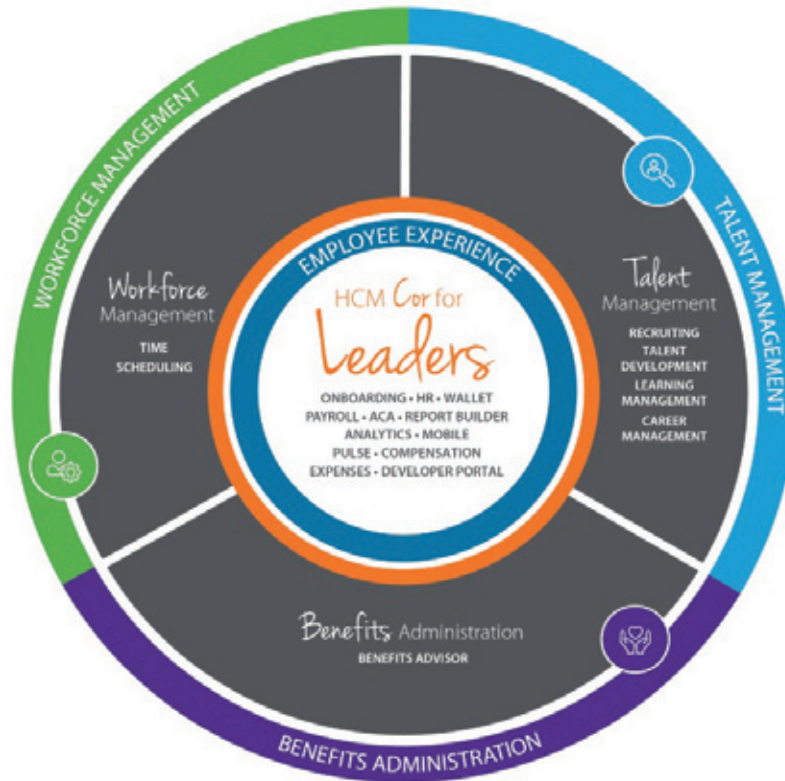 WORKFORCE MANAGEMENT
TALENT MANAGEMENT
BENEFITS ADMINISTRATION
EMPLOYEE EXPERIENCE
HCM Cor for
Leaders
ONBOARDING • HR • WALLET
PAYROLL • ACA • REPORT BUILDER
ANALYTICS • MOBILE
PULSE • COMPENSATION
EXPENSES • DEVELOPER PORTAL
Workforce
Management
TIME
SCHEDULING
Talent
Management
RECRUITING
TALENT
DEVELOPMENT
LEARNING
MANAGEMENT
CAREER
MANAGEMENT
Benefits Administration
BENEFITS ADVISOR